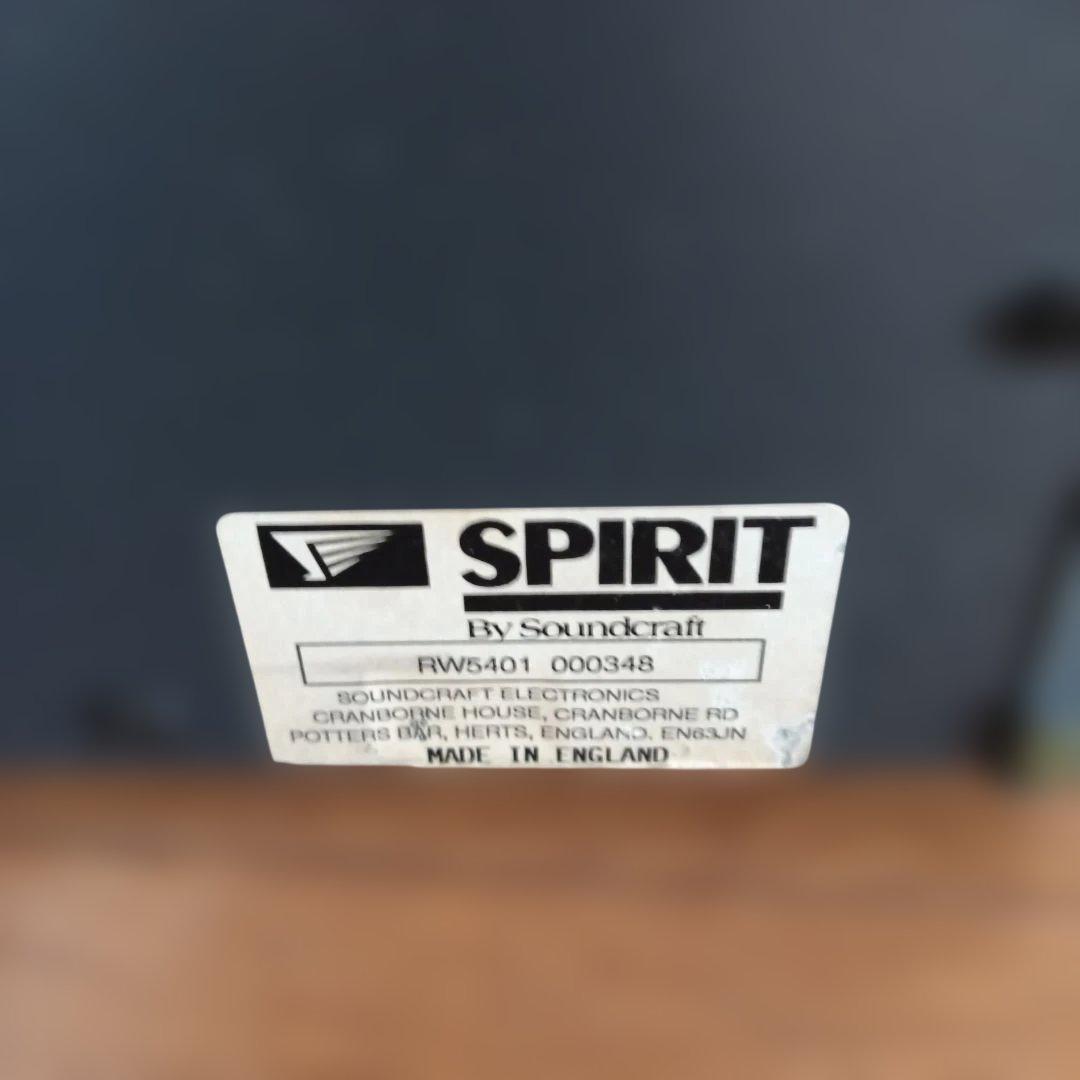 SPIRIT
By Soundcraft
RW5401 000348
SOUNDCRAFT ELECTRONICS
CRANBORNE HOUSE, CRANBORNE RD
POTTERS BAR, HERTS, ENGLAND, EN63JN
MADE IN ENGLAND